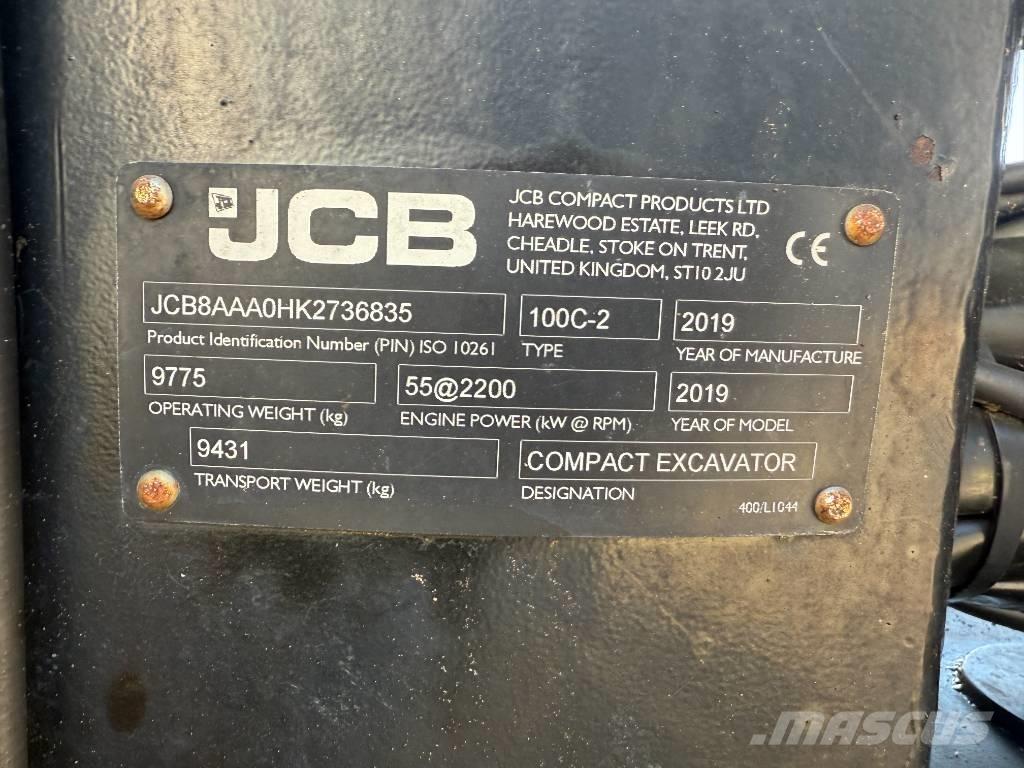 JCB
JCB COMPACT PRODUCTS LTD
HAREWOOD ESTATE, LEEK RD,
CHEADLE, STOKE ON TRENT,
UNITED KINGDOM, ST10 2JU
CE
JCB8AAA0HK2736835
Product Identification Number (PIN) ISO 10261
100C-2
TYPE
2019
YEAR OF MANUFACTURE
9775
OPERATING WEIGHT (kg)
55@2200
ENGINE POWER (kW @ RPM)
2019
YEAR OF MODEL
9431
TRANSPORT WEIGHT (kg)
COMPACT EXCAVATOR
DESIGNATION
400/L1044
MASCUS